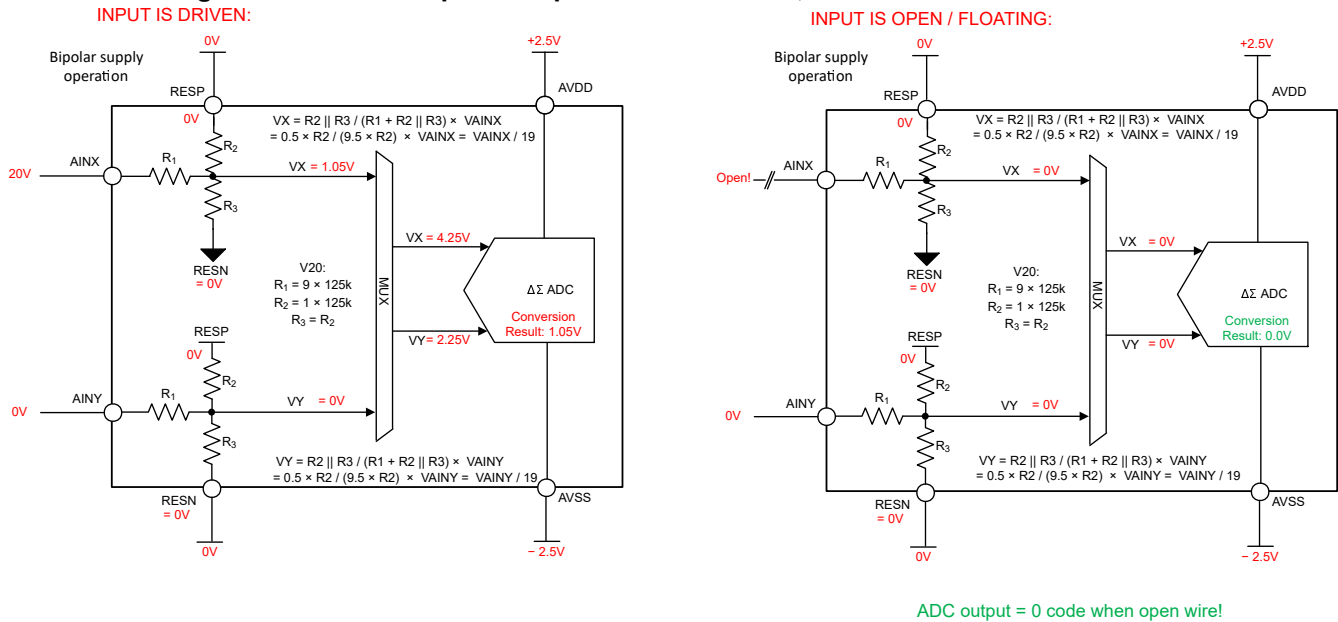 INPUT IS DRIVEN:
0V
+2.5V
Bipolar supply
operation
RESP
AVDD
0V
VX = R2 || R3 / (R1 + R2 || R3) × VAINX
= 0.5 × R2 / (9.5 × R2) × VAINX = VAINX / 19
R2
AINX
R1
20V
VX = 1.05V
R3
VX = 4.25V
RESN
= 0V
V20:
R1 = 9 × 125k
R2 = 1 × 125k
R3 = R2
MUX
ΔΣ ADC
Conversion
Result: 1.05V
RESP
VY = 2.25V
0V
R2
AINY
R1
0V
VY = 0V
R3
VY = R2 || R3 / (R1 + R2 || R3) × VAINY
= 0.5 × R2 / (9.5 × R2) × VAINY = VAINY / 19
RESN
= 0V
AVSS
0V
− 2.5V
INPUT IS OPEN / FLOATING:
0V
+2.5V
Bipolar supply
operation
RESP
AVDD
0V
VX = R2 || R3 / (R1 + R2 || R3) × VAINX
= 0.5 × R2 / (9.5 × R2) × VAINX = VAINX / 19
R2
AINX
R1
Open!
VX = 0V
R3
VX = 0V
RESN
= 0V
V20:
R1 = 9 × 125k
R2 = 1 × 125k
R3 = R2
MUX
ΔΣ ADC
Conversion
Result: 0.0V
RESP
VY = 0V
0V
R2
AINY
R1
0V
VY = 0V
R3
VY = R2 || R3 / (R1 + R2 || R3) × VAINY
= 0.5 × R2 / (9.5 × R2) × VAINY = VAINY / 19
RESN
= 0V
AVSS
0V
− 2.5V
ADC output = 0 code when open wire!